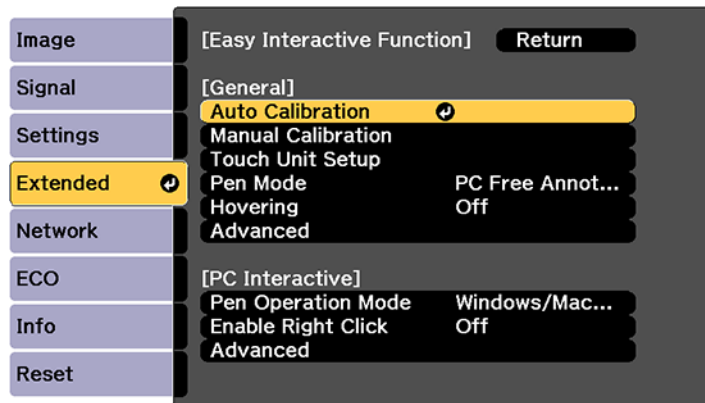 Image
Signal
Settings
Extended
Network
ECO
Info
Reset
[Easy Interactive Function] Return
[General]
Auto Calibration
Manual Calibration
Touch Unit Setup
Pen Mode PC Free Annot...
Hovering Off
Advanced
[PC Interactive]
Pen Operation Mode Windows/Mac...
Enable Right Click Off
Advanced